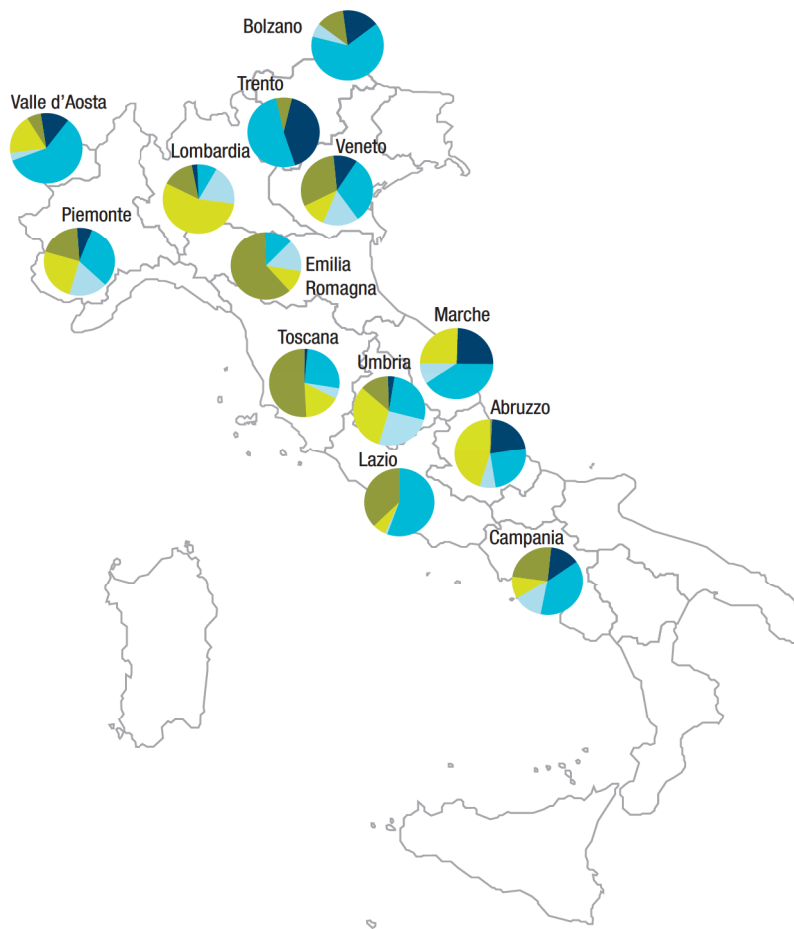 Bolzano
Trento
Valle d'Aosta
Lombardia
Veneto
Piemonte
Emilia
Romagna
Marche
Toscana
Umbria
Abruzzo
Lazio
Campania